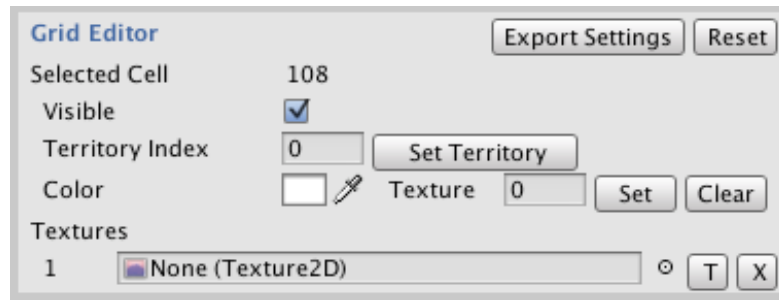 Grid Editor Export Settings Reset
Selected Cell 108
Visible
Territory Index 0 Set Territory
Color Texture 0 Set Clear
Textures
1 None (Texture2D) T X